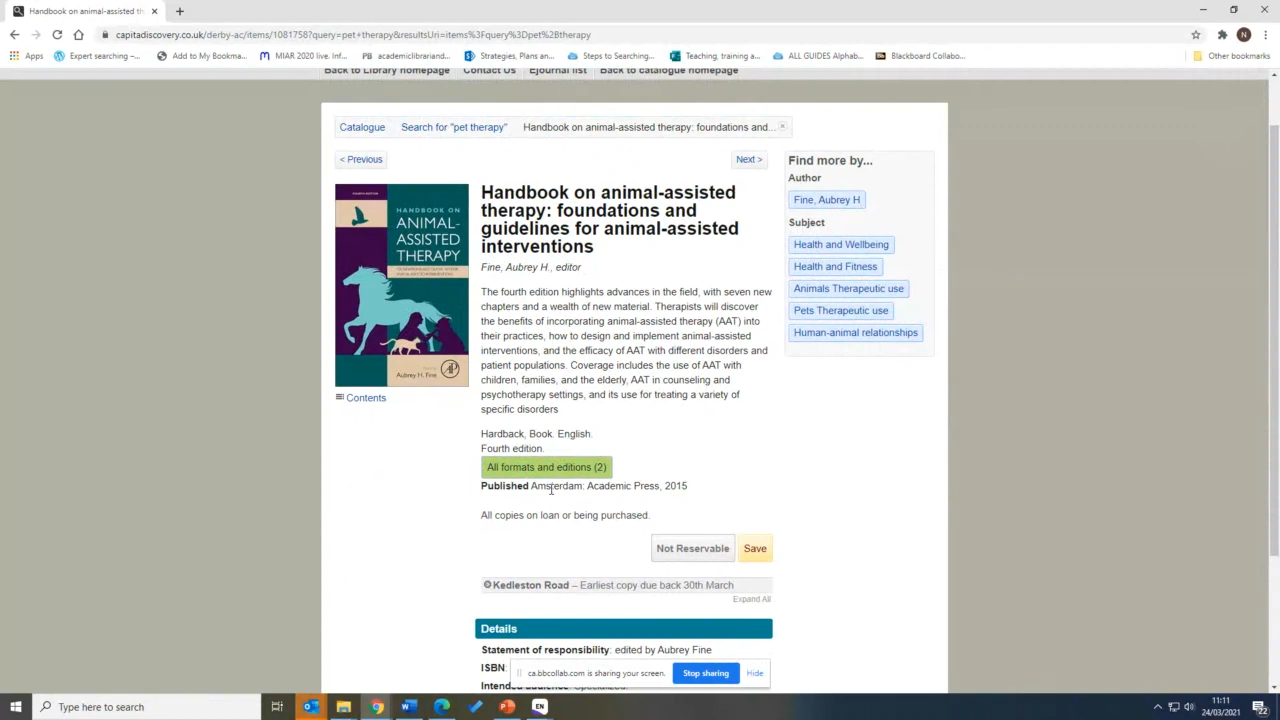 Handbook on animal-assisted th
capitadiscovery.co.uk/derby-ac/items/1081758?query=pet+therapy&resultsUri=items%3Fquery%3Dpet%2Btherapy
N
Apps
Expert searching –...
Add to My Bookma...
MIAR 2020 live. Inf...
academiclibrariand...
Strategies, Plans an...
Steps to Searching...
Teaching, training a...
ALL GUIDES Alphab...
Blackboard Collabo...
Other bookmarks
Back to Library homepage
Contact Us
Ejournal list
Back to catalogue homepage
Catalogue
Search for "pet therapy"
Handbook on animal-assisted therapy: foundations and...
< Previous
Next >
HANDBOOK ON
ANIMAL-
ASSISTED
THERAPY
Aubrey H. Fine
Contents
Handbook on animal-assisted
therapy: foundations and
guidelines for animal-assisted
interventions
Fine, Aubrey H., editor
The fourth edition highlights advances in the field, with seven new
chapters and a wealth of new material. Therapists will discover
the benefits of incorporating animal-assisted therapy (AAT) into
their practices, how to design and implement animal-assisted
interventions, and the efficacy of AAT with different disorders and
patient populations. Coverage includes the use of AAT with
children, families, and the elderly, AAT in counseling and
psychotherapy settings, and its use for treating a variety of
specific disorders
Hardback, Book. English.
Fourth edition.
All formats and editions (2)
Published Amsterdam: Academic Press, 2015
All copies on loan or being purchased.
Not Reservable
Save
Kedleston Road – Earliest copy due back 30th March
Expand All
Details
Statement of responsibility: edited by Aubrey Fine
ISBN:
Intended audience: Specialized.
Find more by...
Author
Fine, Aubrey H
Subject
Health and Wellbeing
Health and Fitness
Animals Therapeutic use
Pets Therapeutic use
Human-animal relationships
ca.bbcollab.com is sharing your screen.
Stop sharing
Hide
Type here to search
EN
11:11
24/03/2021
22